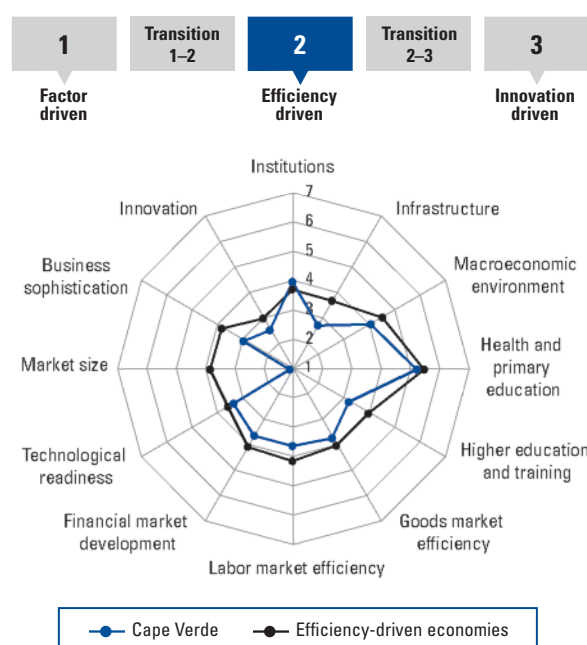 1
Transition
1–2
2
Transition
2–3
3
Factor
driven
Efficiency
driven
Innovation
driven
Institutions
7
6
5
4
3
2
1
Infrastructure
Macroeconomic
environment
Health and
primary
education
Higher education
and training
Goods market
efficiency
Labor market efficiency
Financial market
development
Technological
readiness
Market size
Business
sophistication
Innovation
Cape Verde
Efficiency-driven economies